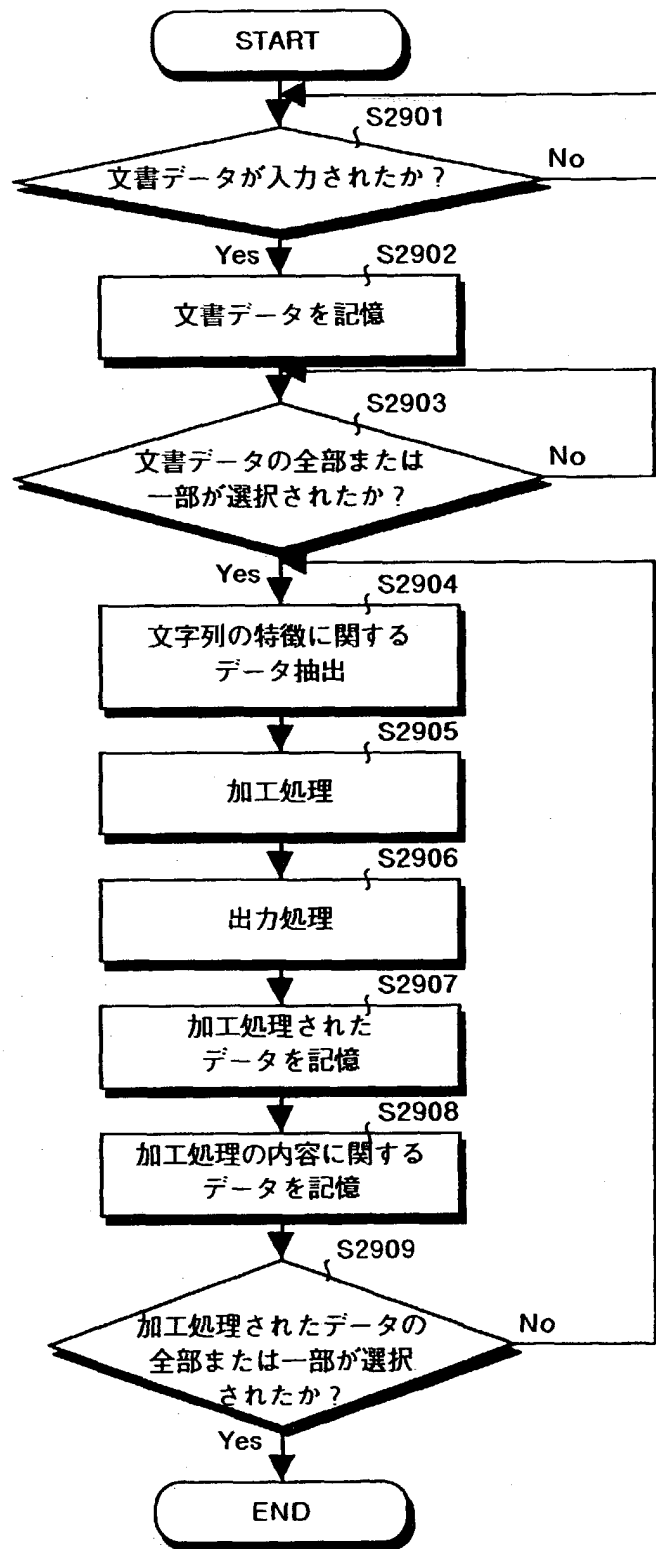 START
S2901
文書データが入力されたか？
No
Yes
S2902
文書データを記憶
S2903
文書データの全部または
一部が選択されたか？
No
Yes
S2904
文字列の特徴に関する
データ抽出
S2905
加工処理
S2906
出力処理
S2907
加工処理された
データを記憶
S2908
加工処理の内容に関する
データを記憶
S2909
加工処理されたデータの
全部または一部が選択
されたか？
No
Yes
END